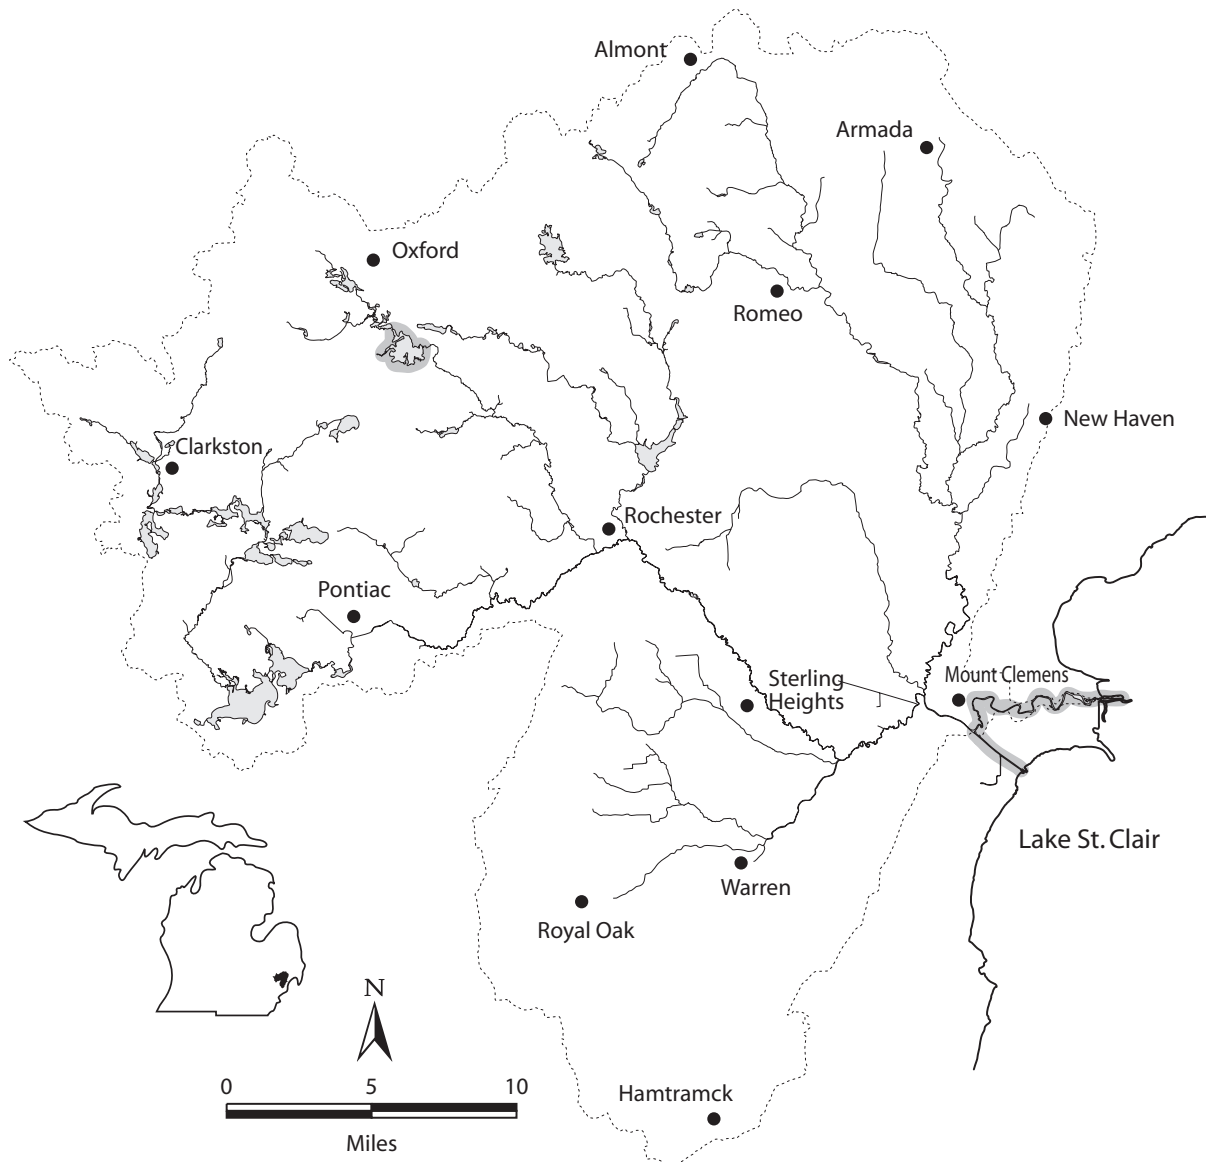 Almont
Armada
Oxford
Romeo
New Haven
Clarkston
Rochester
Pontiac
Mount Clemens
Sterling
Heights
Lake St. Clair
Warren
Royal Oak
N
0 5 10
Miles
Hamtramck